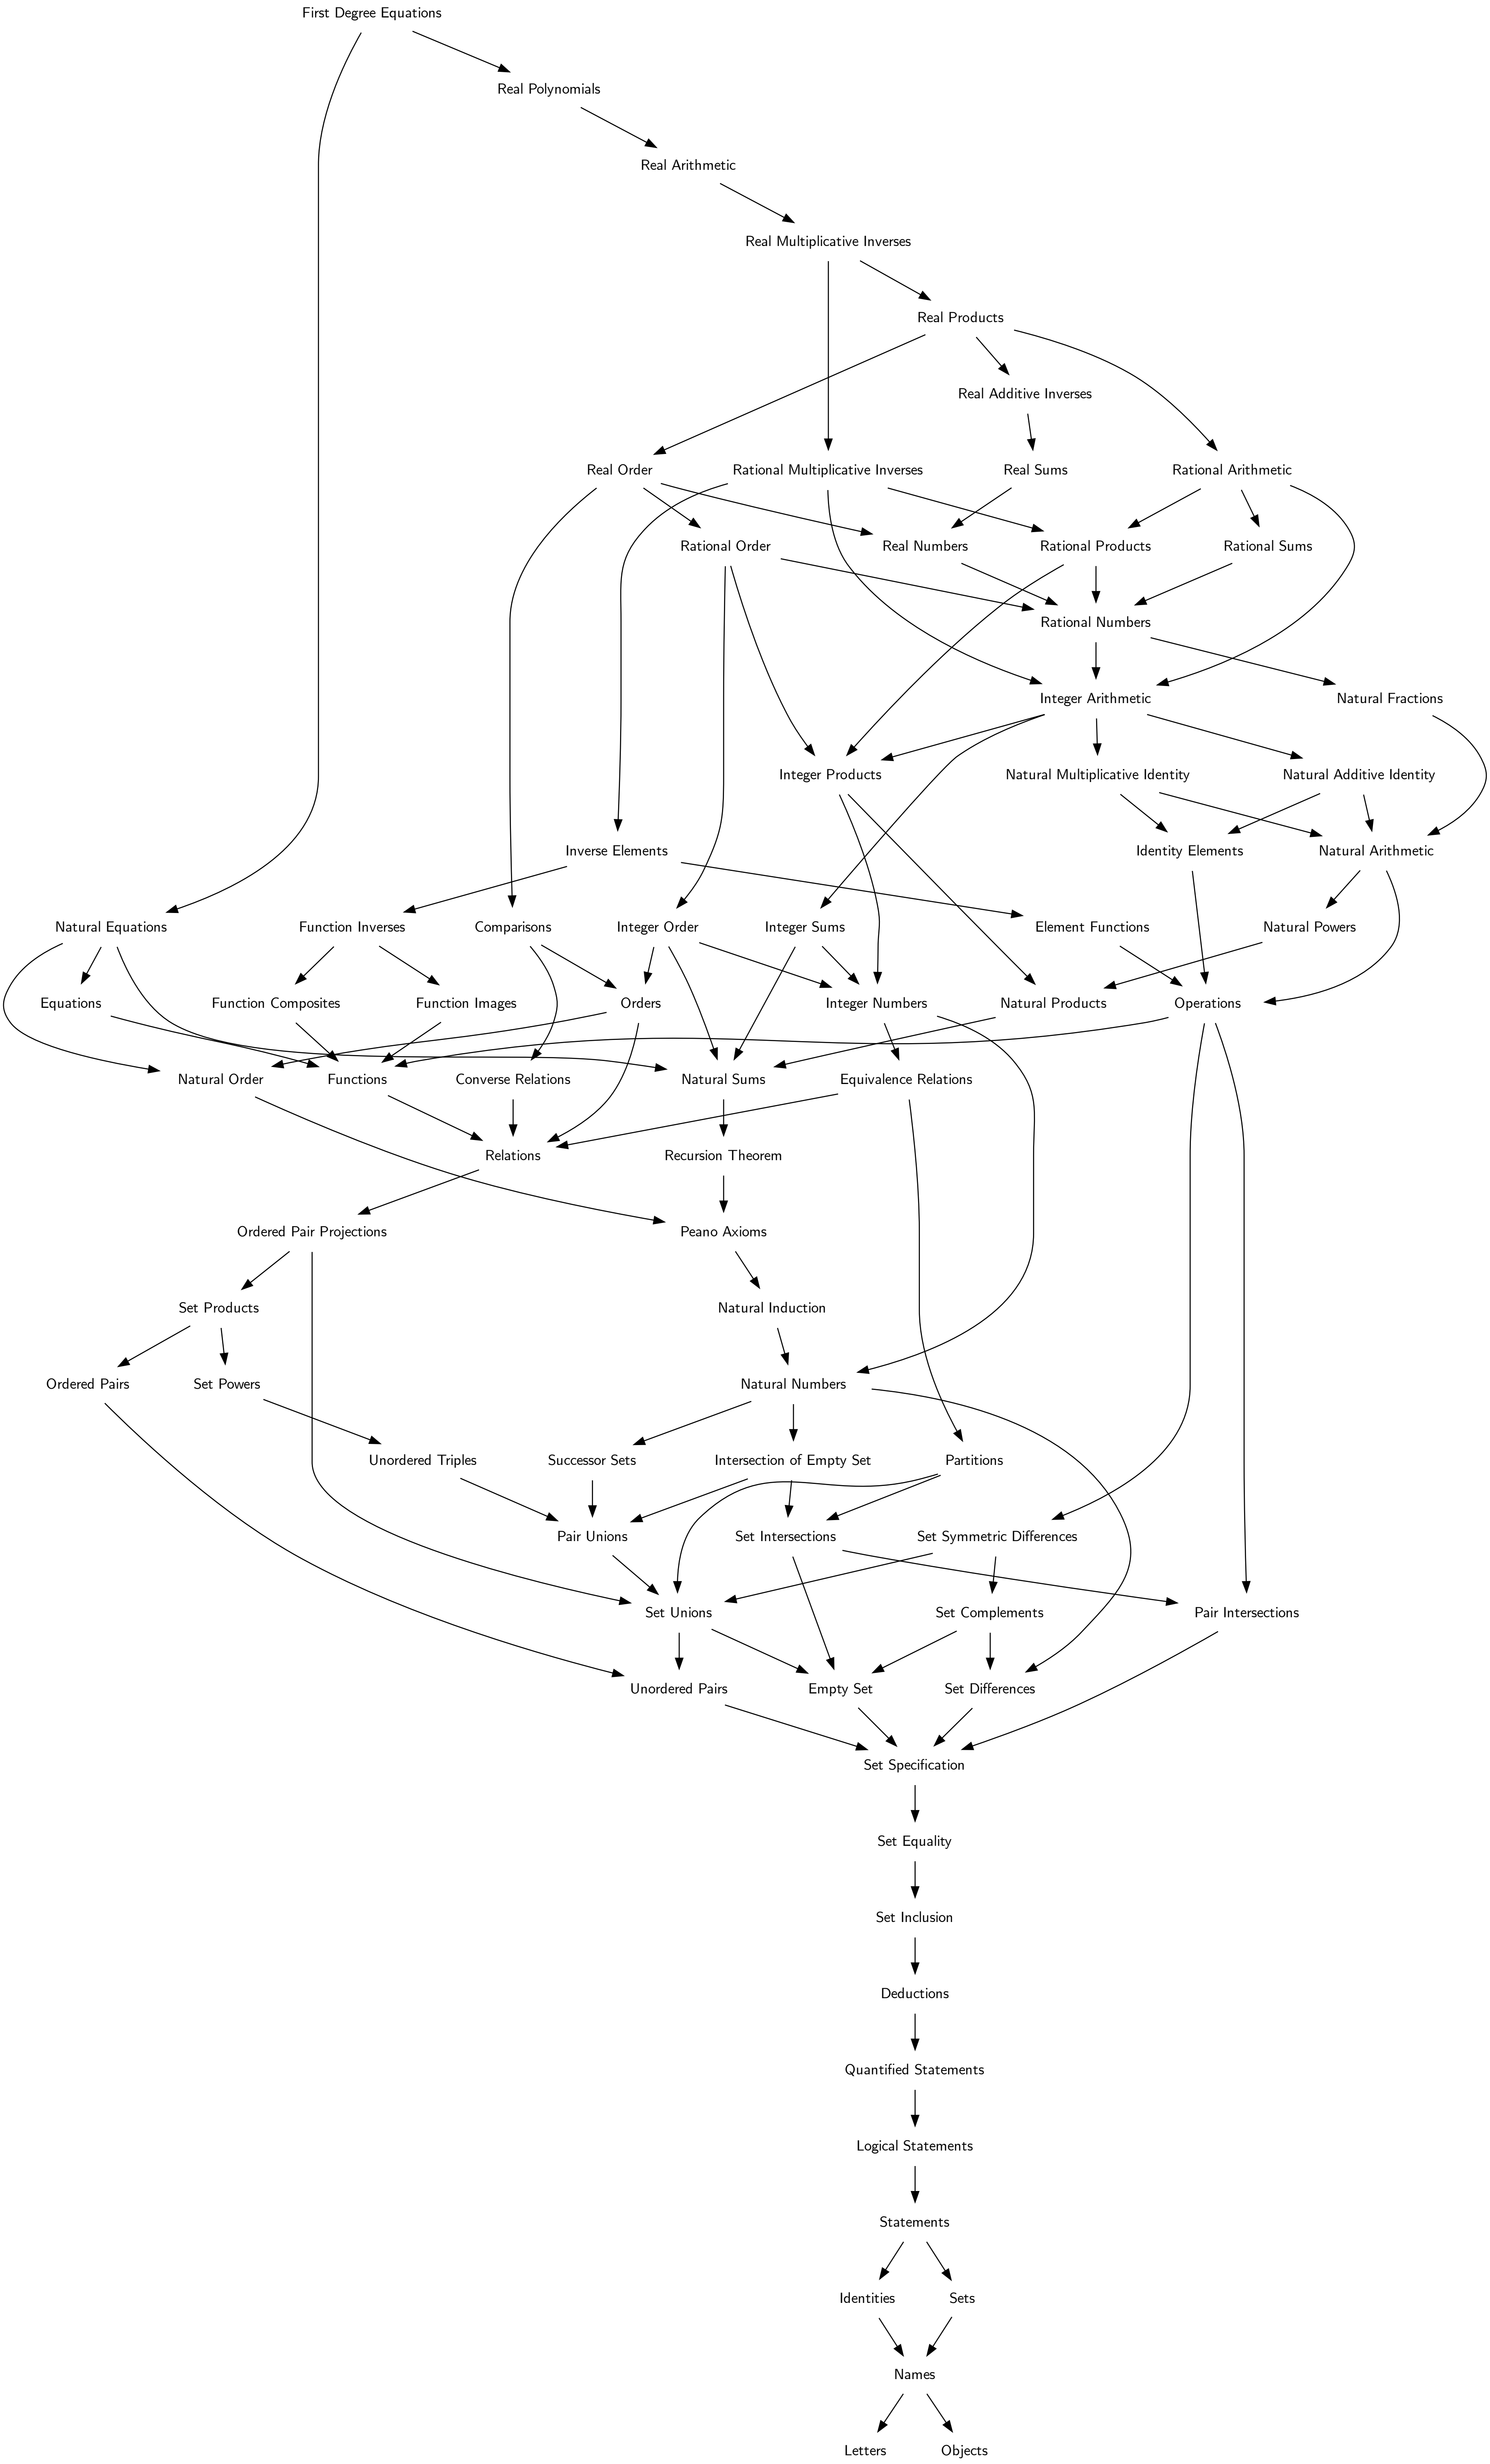 First Degree Equations
Real Polynomials
Real Arithmetic
Real Multiplicative Inverses
Real Products
Real Additive Inverses
Real Order
Rational Multiplicative Inverses
Real Sums
Rational Arithmetic
Rational Order
Real Numbers
Rational Products
Rational Sums
Rational Numbers
Integer Arithmetic
Natural Fractions
Integer Products
Natural Multiplicative Identity
Natural Additive Identity
Inverse Elements
Identity Elements
Natural Arithmetic
Natural Equations
Function Inverses
Comparisons
Integer Order
Integer Sums
Element Functions
Natural Powers
Equations
Function Composites
Function Images
Orders
Integer Numbers
Natural Products
Operations
Natural Order
Functions
Converse Relations
Natural Sums
Equivalence Relations
Relations
Recursion Theorem
Ordered Pair Projections
Peano Axioms
Set Products
Natural Induction
Ordered Pairs
Set Powers
Natural Numbers
Unordered Triples
Successor Sets
Intersection of Empty Set
Partitions
Pair Unions
Set Intersections
Set Symmetric Differences
Set Unions
Set Complements
Pair Intersections
Unordered Pairs
Empty Set
Set Differences
Set Specification
Set Equality
Set Inclusion
Deductions
Quantified Statements
Logical Statements
Statements
Identities
Sets
Names
Letters
Objects